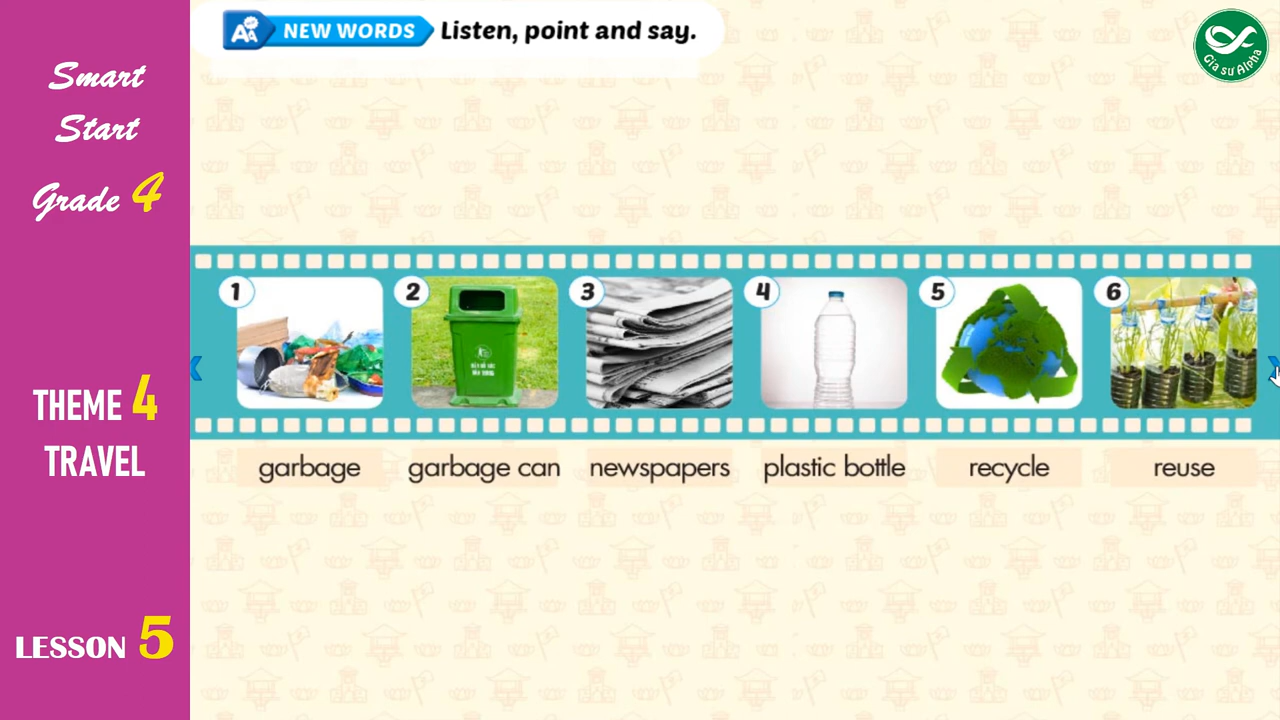 Smart
Start
Grade 4
THEME 4
TRAVEL
LESSON 5
NEW WORDS Listen, point and say.
Gia sư Alpha
1
2
3
4
5
6
garbage
garbage can
newspapers
plastic bottle
recycle
reuse